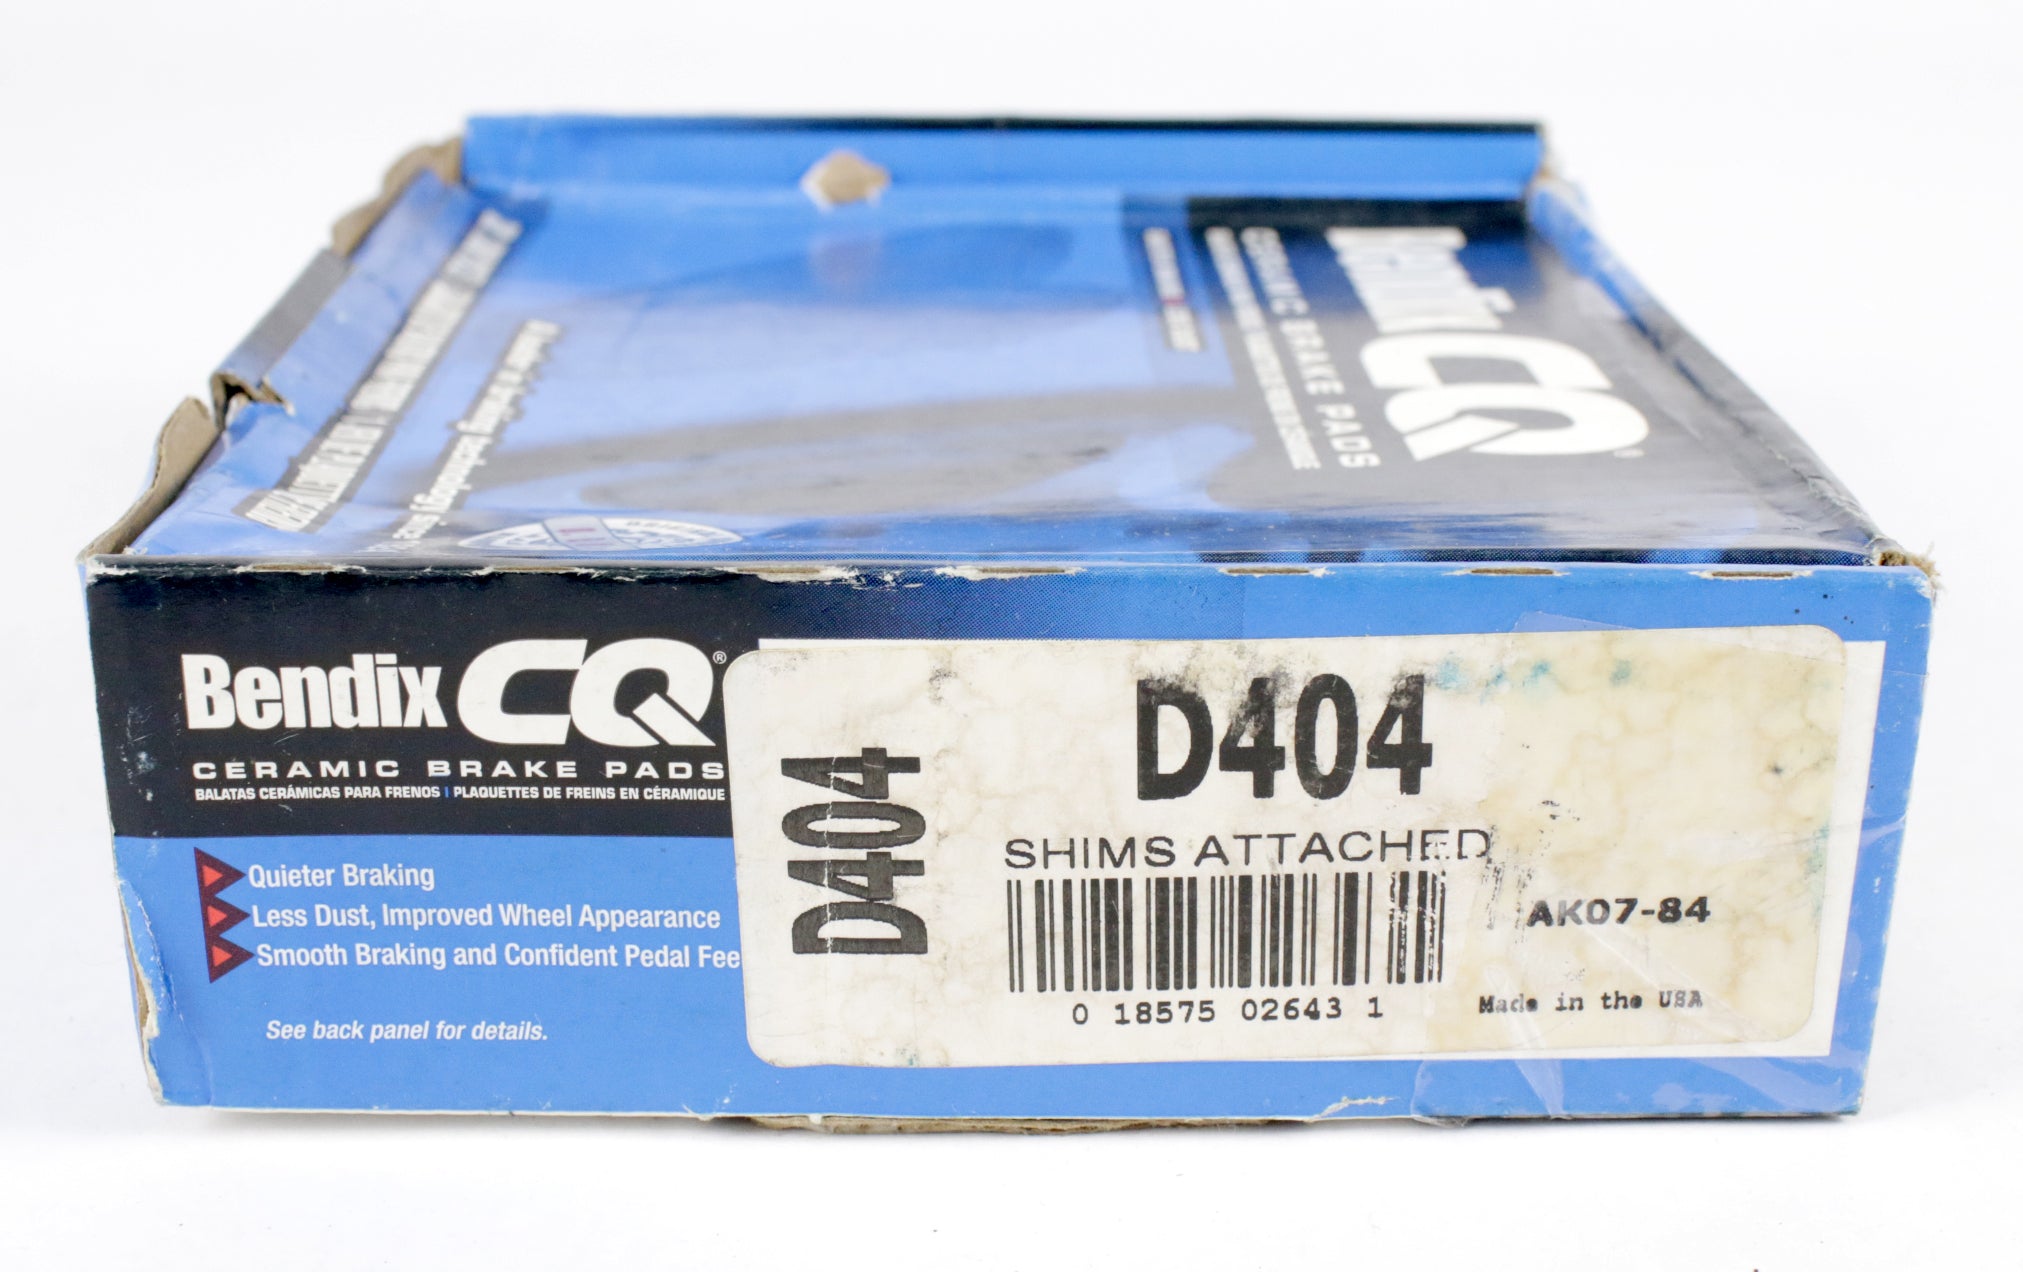 Bendix CQ®
CERAMIC BRAKE PADS
Bendix CQ®
CERAMIC BRAKE PADS
BALATAS CERÁMICAS PARA FRENOS | PLAQUETTES DE FREINS EN CÉRAMIQUE
Quieter Braking
Less Dust, Improved Wheel Appearance
Smooth Braking and Confident Pedal Fee
See back panel for details.
D404
D404
SHIMS ATTACHED
0 18575 02643 1
AK07-84
Made in the USA